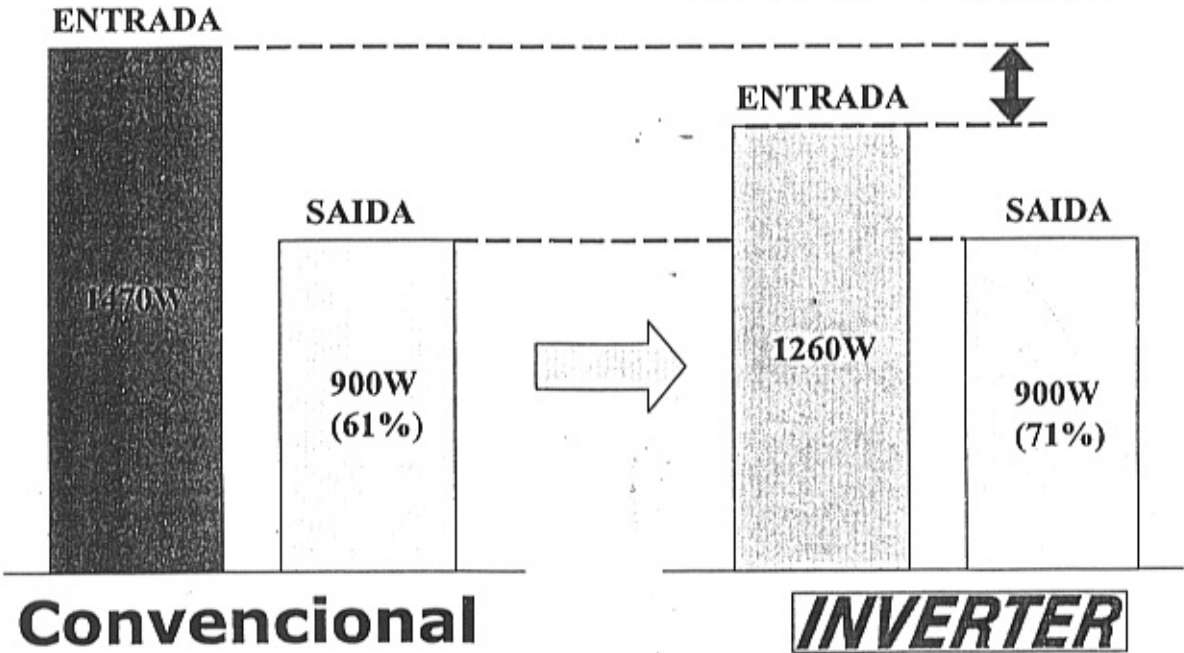 ENTRADA
1470W
SAIDA
900W
(61%)
Convencional
ENTRADA
1260W
SAIDA
900W
(71%)
INVERTER